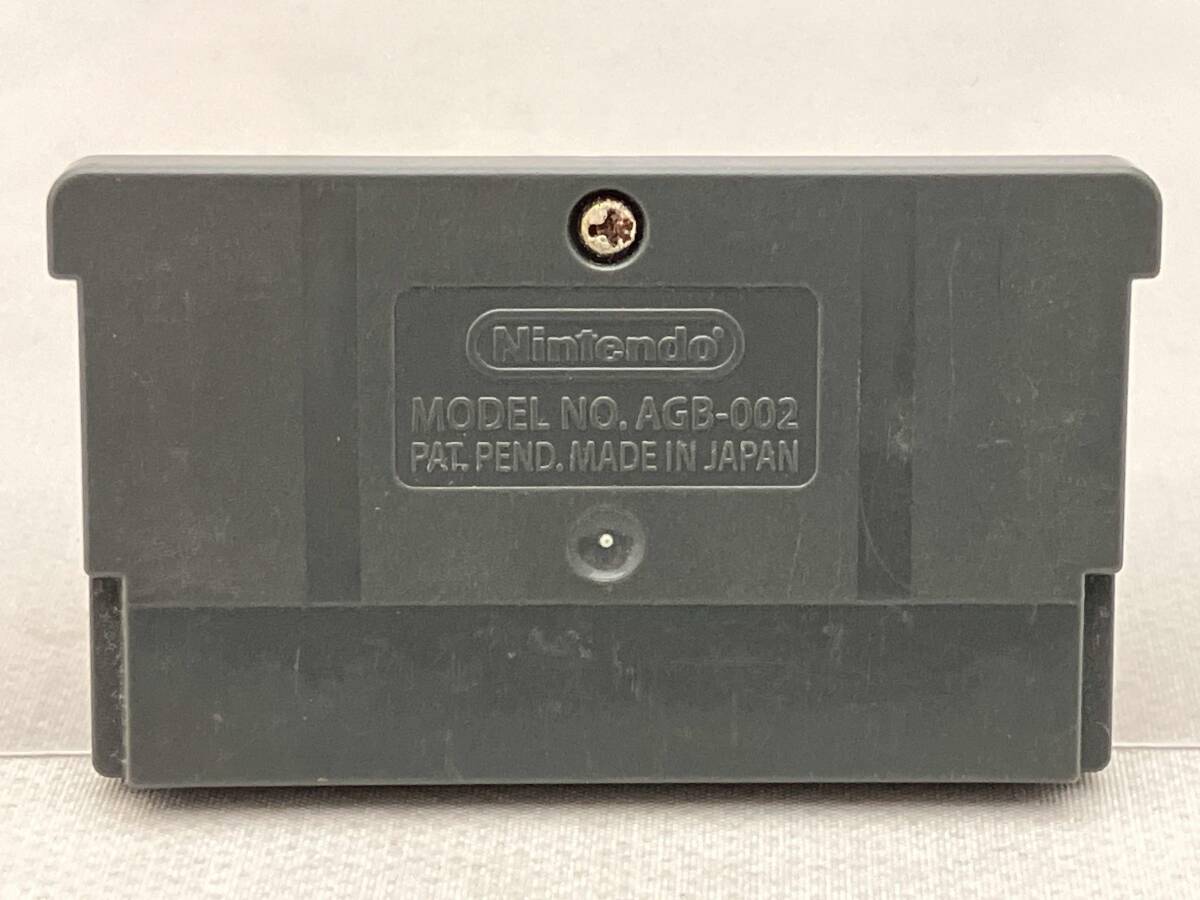 Nintendo
MODEL NO. AGB-002
PAT. PEND. MADE IN JAPAN